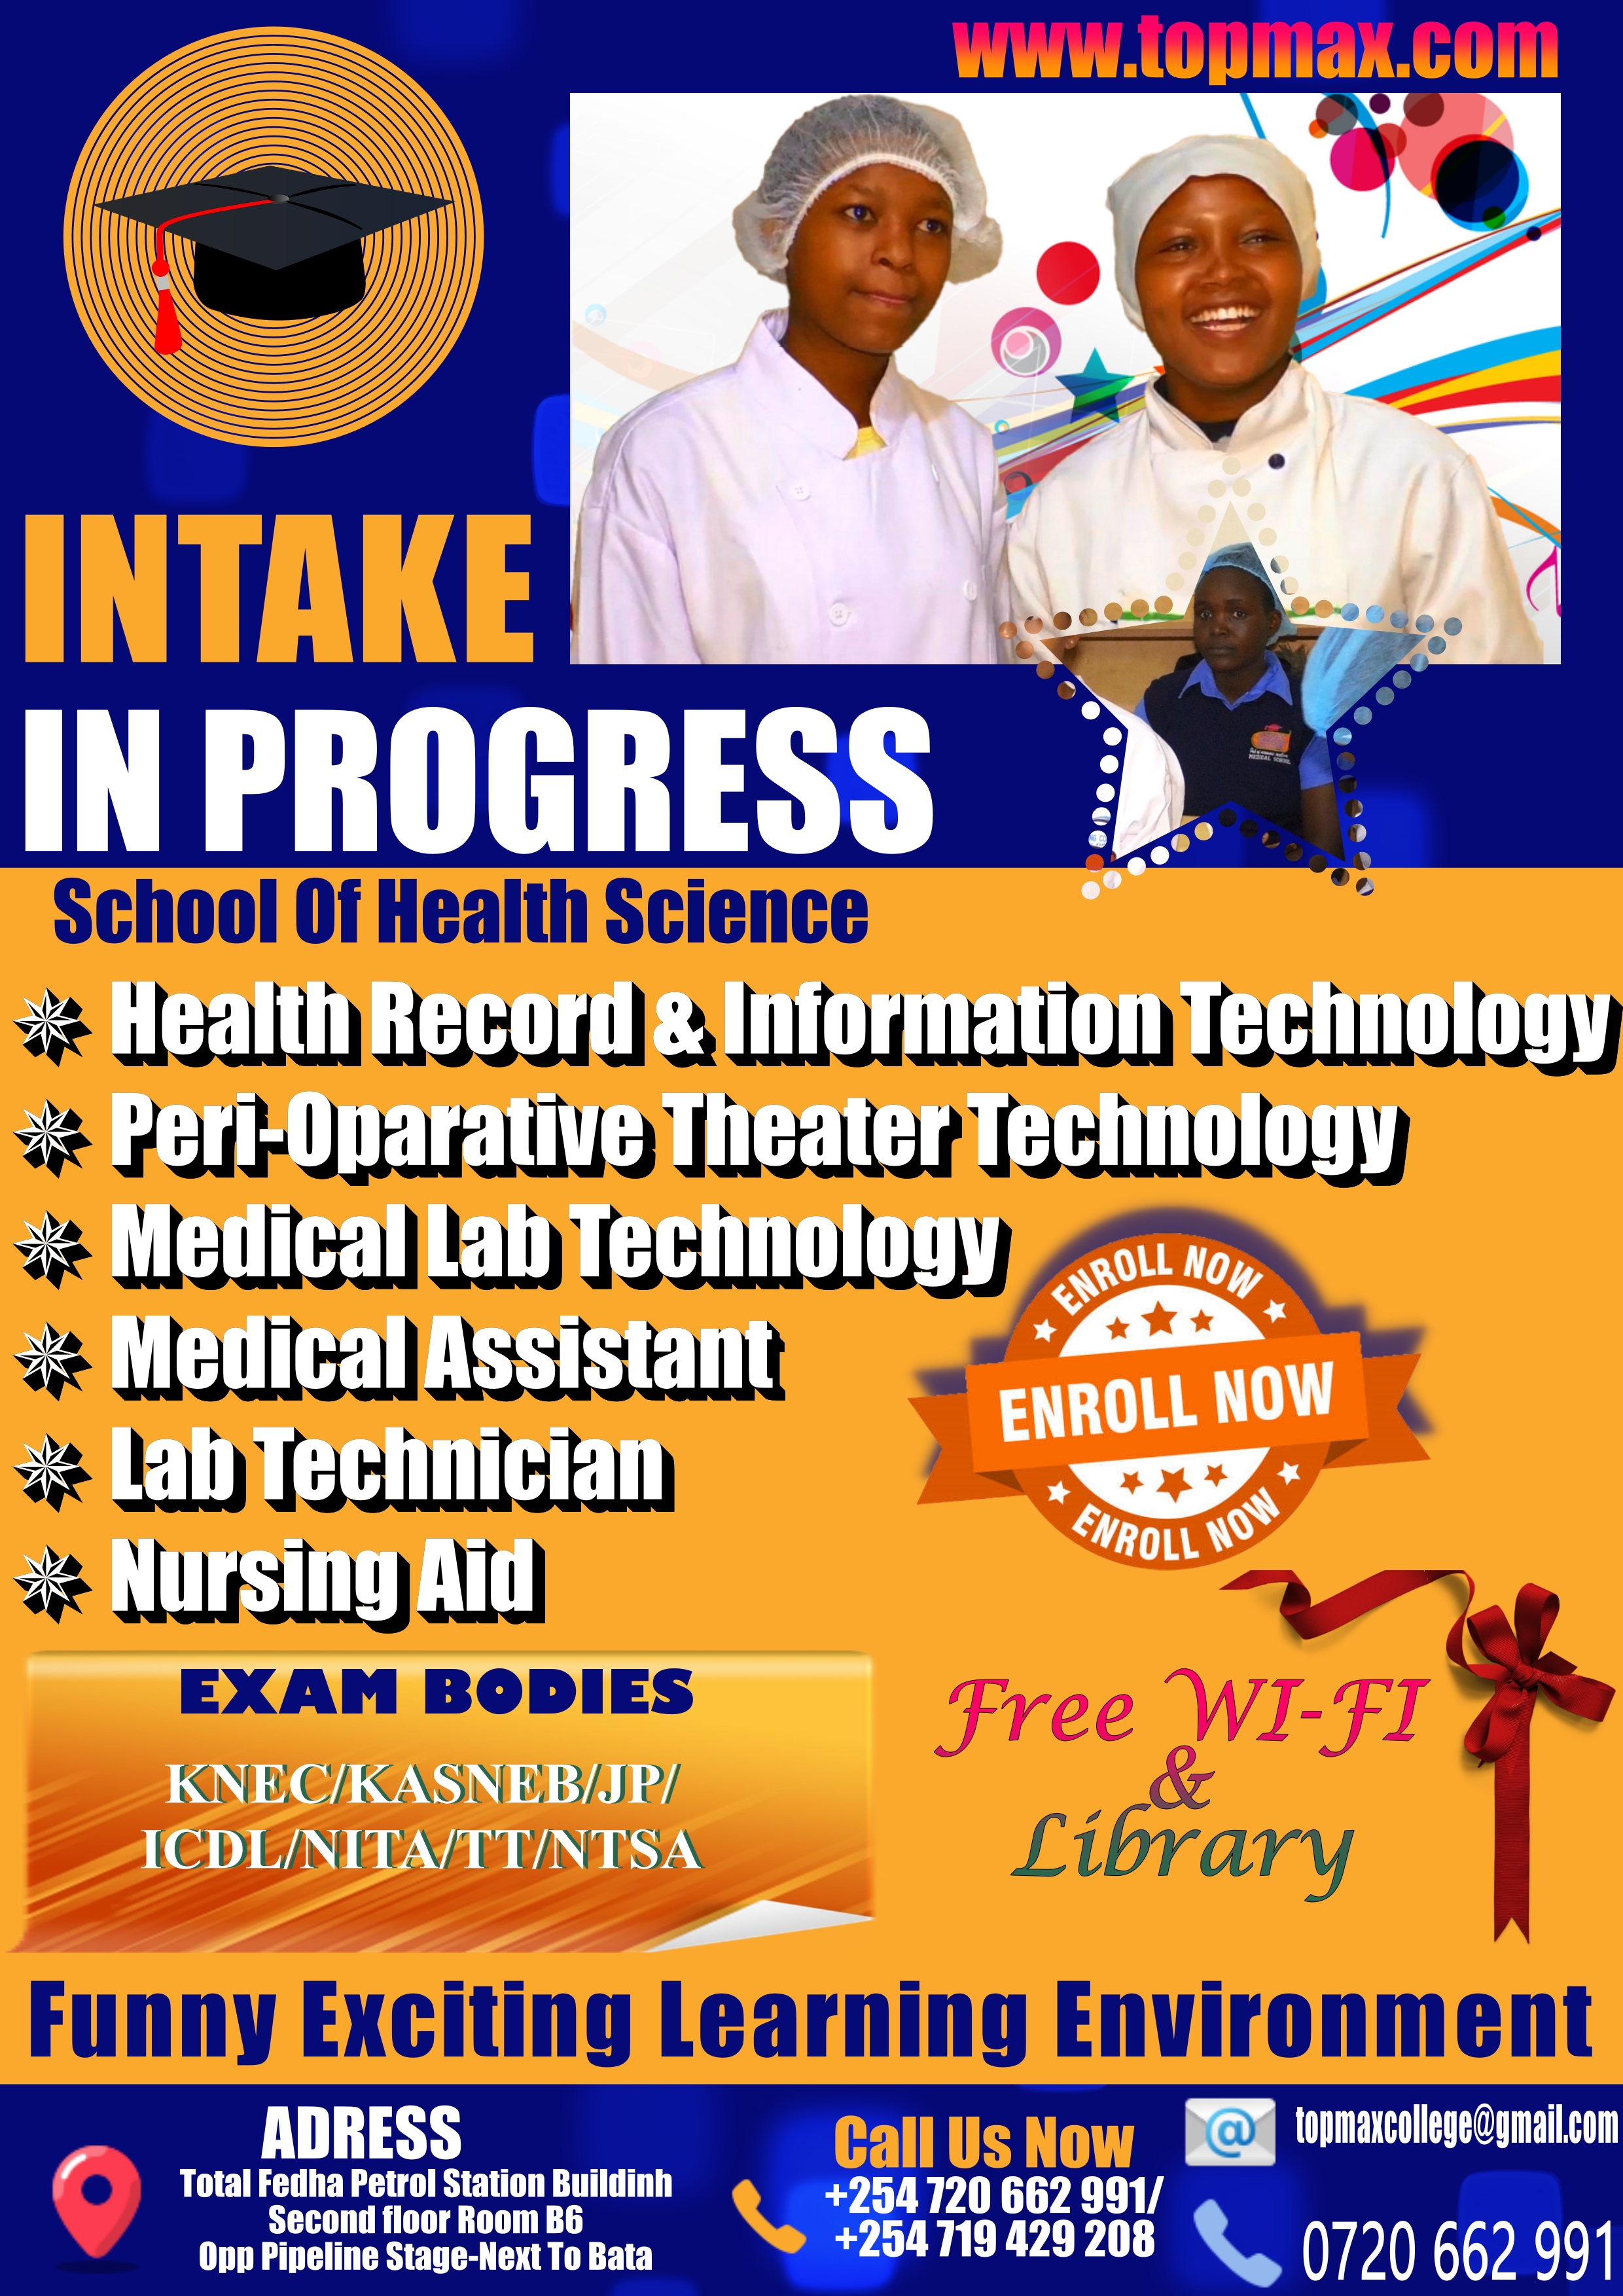 www.topmax.com
INTAKE
IN PROGRESS
School Of Health Science
Health Record & Information Technology
Peri-Oparative Theater Technology
Medical Lab Technology
Medical Assistant
Lab Technician
Nursing Aid
ENROLL NOW
ENROLL NOW
ENROLL NOW
EXAM BODIES
KNEC/KASNEB/JP/
ICDL/NITA/TT/NTSA
Free WI-FI
&
Library
Funny Exciting Learning Environment
ADRESS
Total Fedha Petrol Station Buildinh
Second floor Room B6
Opp Pipeline Stage-Next To Bata
Call Us Now
+254 720 662 991/
+254 719 429 208
topmaxcollege@gmail.com
0720 662 991
MEDICAL SCHOOL